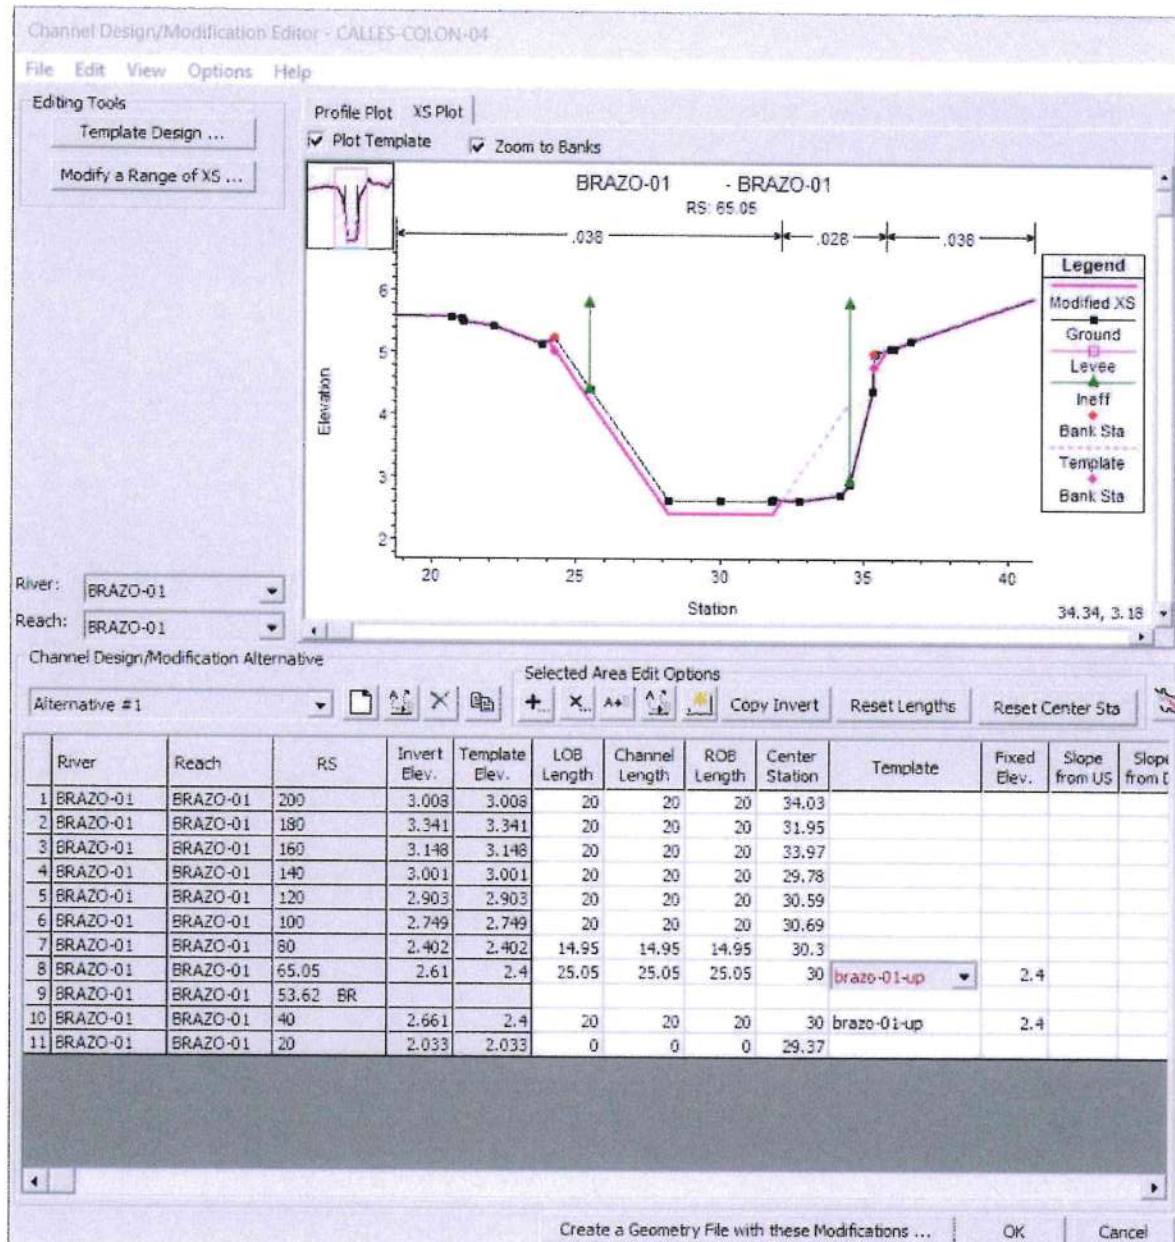 Channel Design/Modification Editor - CALLES-COLON-04
File Edit View Options Help
Editing Tools
Template Design ...
Modify a Range of XS ...
Profile Plot XS Plot
Plot Template Zoom to Banks
BRAZO-01 - BRAZO-01
RS: 65.05
.038 .028 .038
Legend
Modified XS
Ground
Levee
Ineff
Bank Sta
Template
Bank Sta
Elevation
6
5
4
3
2
20 25 30 35 40
Station
34.34, 3.18
River: BRAZO-01
Reach: BRAZO-01
Channel Design/Modification Alternative
Alternative #1
Selected Area Edit Options
Copy Invert Reset Lengths Reset Center Sta
River Reach RS Invert Elev. Template Elev. LOB Length Channel Length ROB Length Center Station Template Fixed Elev. Slope from US Slope
1 BRAZO-01 BRAZO-01 200 3.008 3.008 20 20 20 34.03
2 BRAZO-01 BRAZO-01 180 3.341 3.341 20 20 20 31.95
3 BRAZO-01 BRAZO-01 160 3.148 3.148 20 20 20 33.97
4 BRAZO-01 BRAZO-01 140 3.001 3.001 20 20 20 29.78
5 BRAZO-01 BRAZO-01 120 2.903 2.903 20 20 20 30.59
6 BRAZO-01 BRAZO-01 100 2.749 2.749 20 20 20 30.69
7 BRAZO-01 BRAZO-01 80 2.402 2.402 14.95 14.95 14.95 30.3
8 BRAZO-01 BRAZO-01 65.05 2.61 2.4 25.05 25.05 25.05 30 brazo-01-up 2.4
9 BRAZO-01 BRAZO-01 53.62 BR
10 BRAZO-01 BRAZO-01 40 2.661 2.4 20 20 20 30 brazo-01-up 2.4
11 BRAZO-01 BRAZO-01 20 2.033 2.033 0 0 0 29.37
Create a Geometry File with these Modifications ... OK Cancel